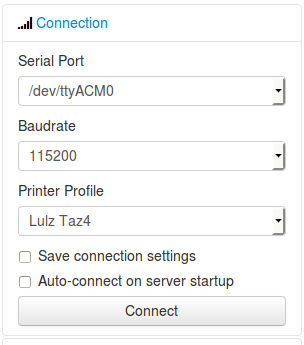 Connection
Serial Port
/dev/ttyACM0
Baudrate
115200
Printer Profile
Lulz Taz4
Save connection settings
Auto-connect on server startup
Connect